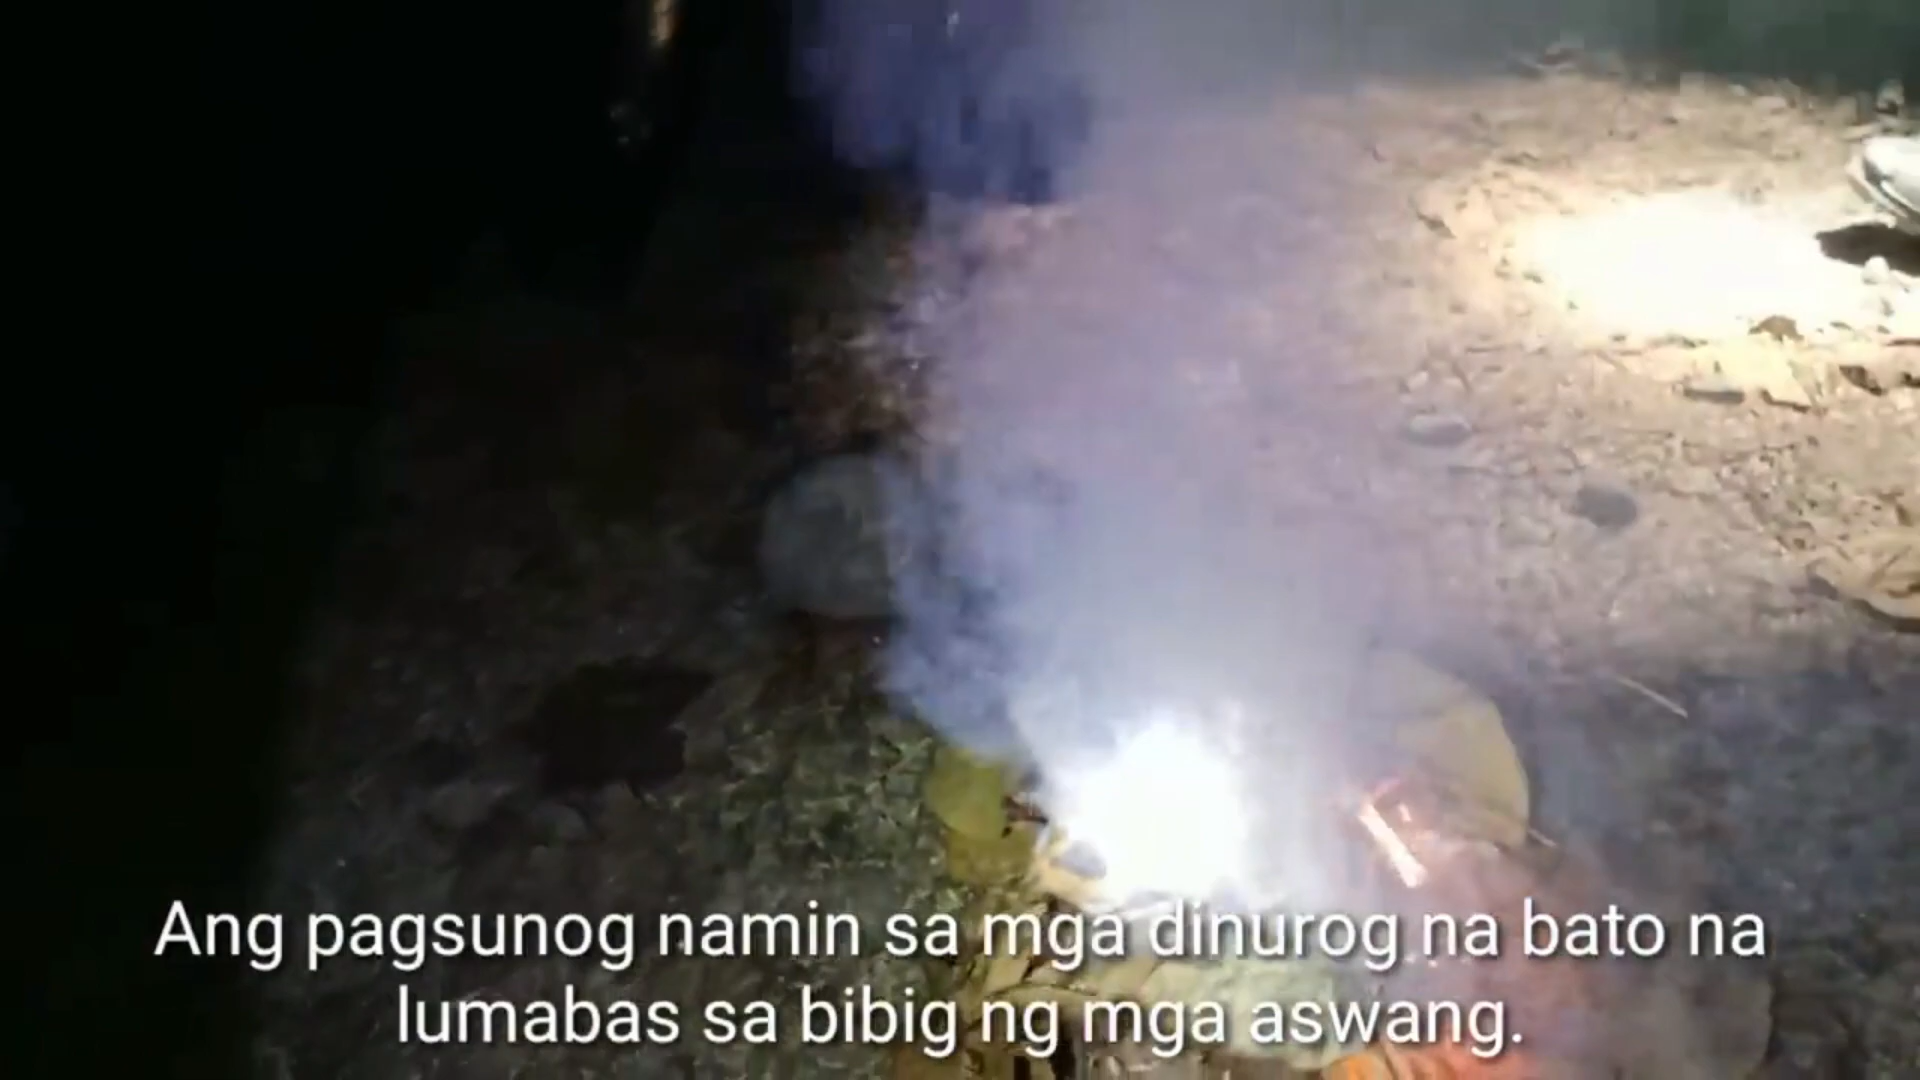 Ang pagsunog namin sa mga dinurog na bato na
lumabas sa bibig ng mga aswang.